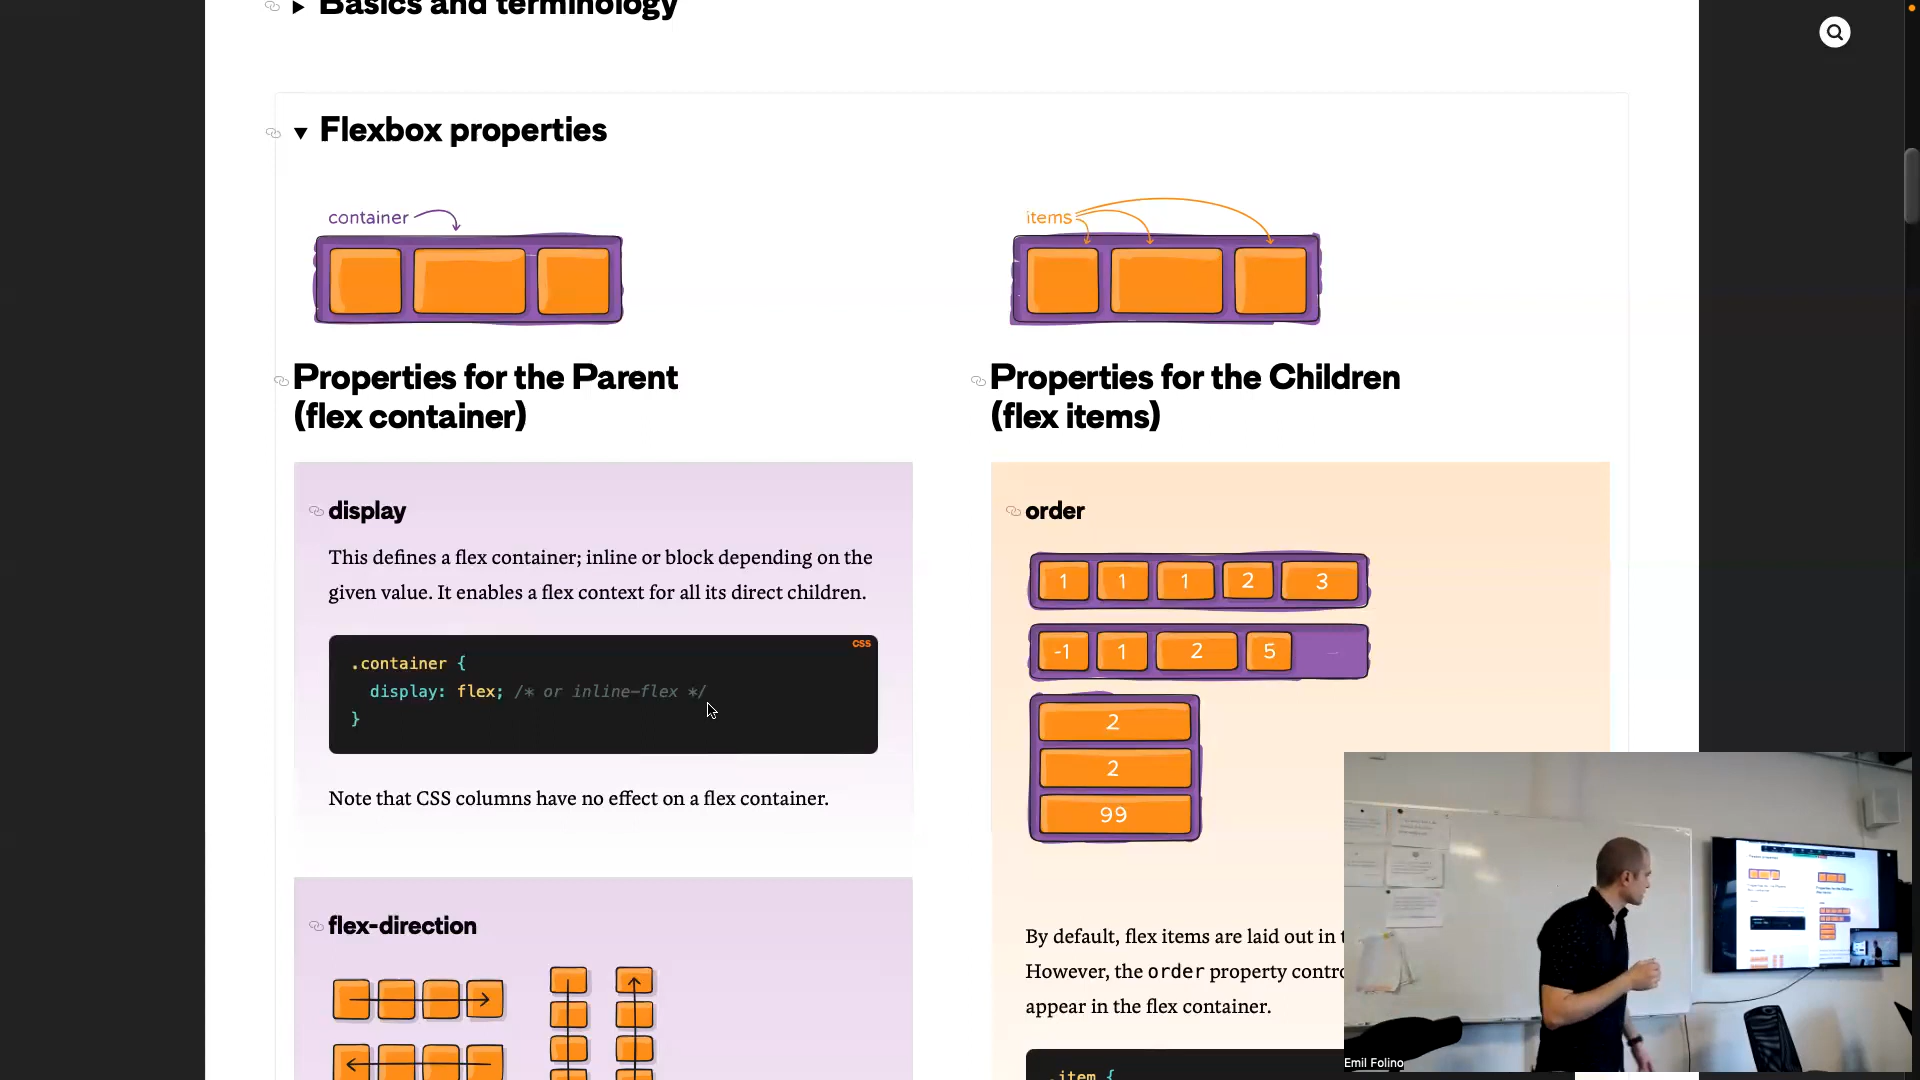 Basics and terminology
Flexbox properties
container
items
Properties for the Parent
(flex container)
Properties for the Children
(flex items)
display
This defines a flex container; inline or block depending on the
given value. It enables a flex context for all its direct children.
CSS
.container {
display: flex; /* or inline-flex */
}
Note that CSS columns have no effect on a flex container.
flex-direction
order
1 1 1 2 3
-1 1 2 5
2
2
99
By default, flex items are laid out in
However, the order property contro
appear in the flex container.
.item {
Emil Folino